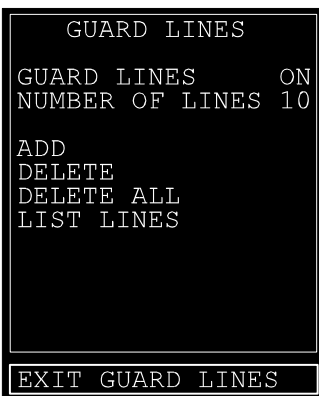 GUARD LINES
GUARD LINES ON
NUMBER OF LINES 10
ADD
DELETE
DELETE ALL
LIST LINES
EXIT GUARD LINES